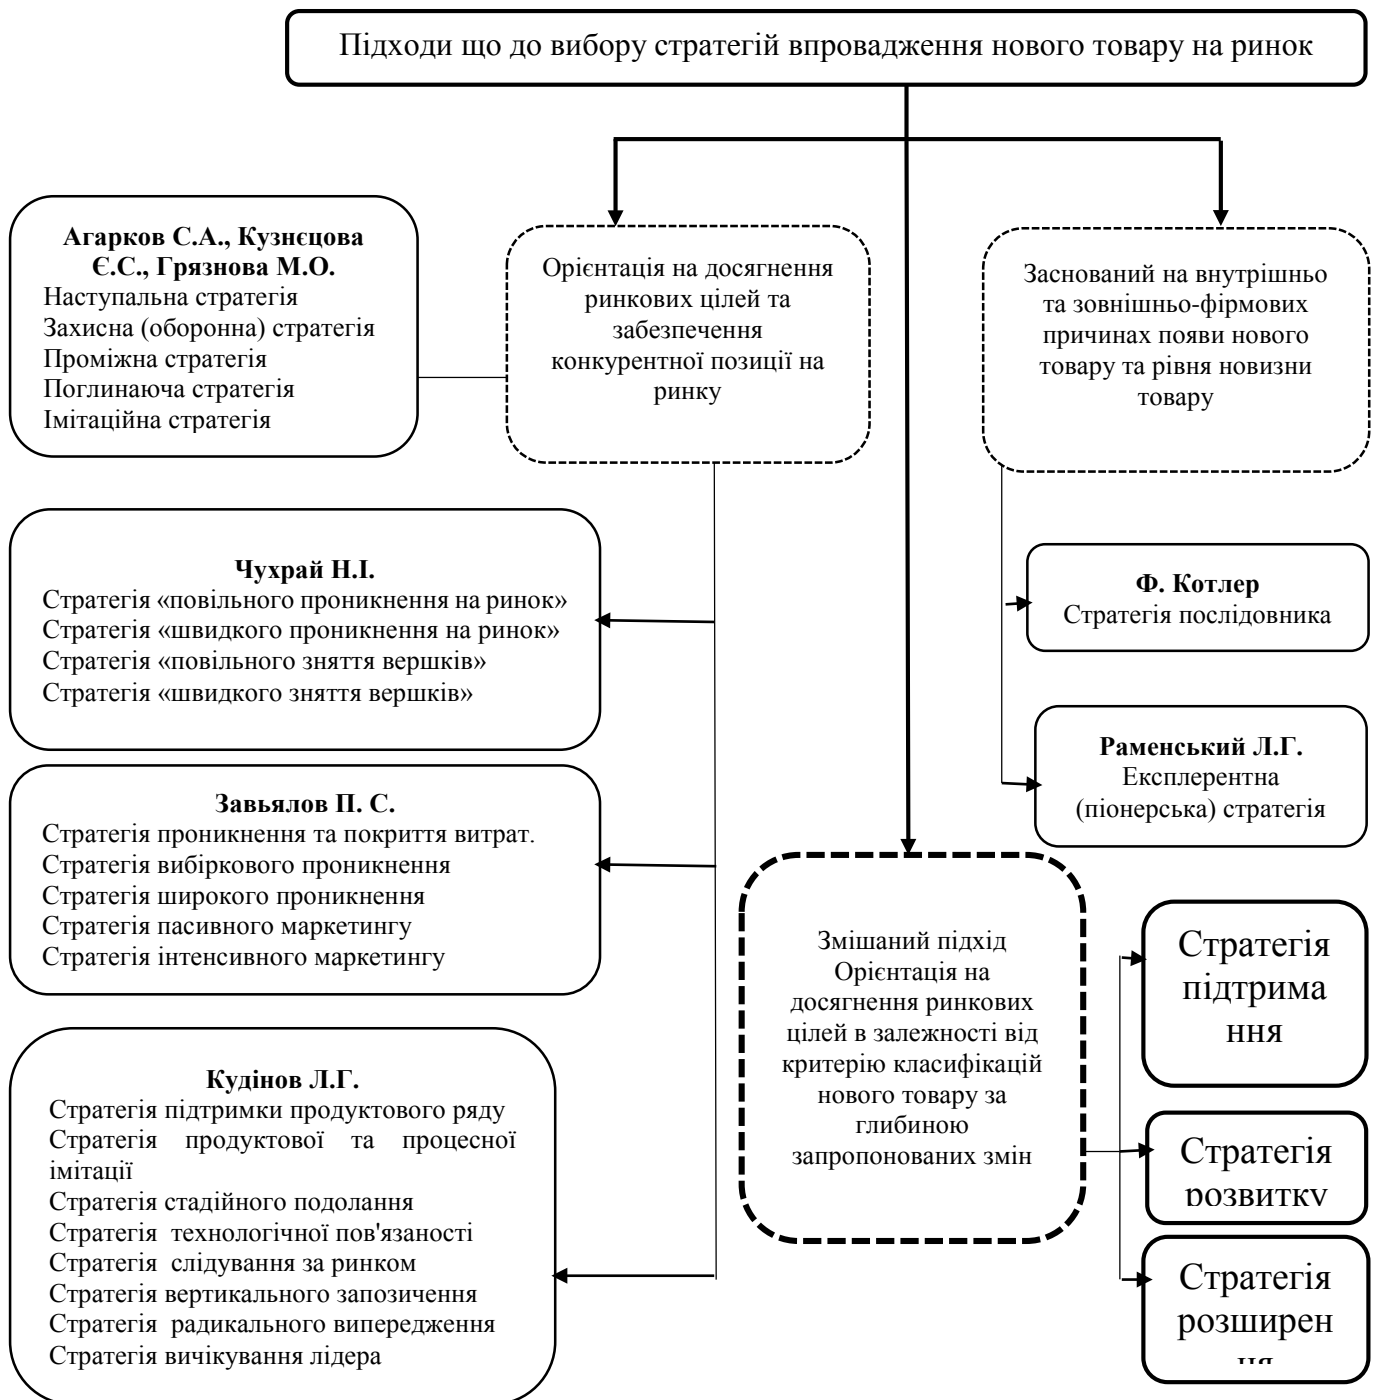 Підходи що до вибору стратегій впровадження нового товару на ринок
Агарков С.А., Кузнєцова
Є.С., Грязнова М.О.
Наступальна стратегія
Захисна (оборонна) стратегія
Проміжна стратегія
Поглинаюча стратегія
Імітаційна стратегія
Орієнтація на досягнення
ринкових цілей та
забезпечення
конкурентної позиції на
ринку
Заснований на внутрішньо
та зовнішньо-фірмових
причинах появи нового
товару та рівня новизни
товару
Чухрай Н.І.
Стратегія «повільного проникнення на ринок»
Стратегія «швидкого проникнення на ринок»
Стратегія «повільного зняття вершків»
Стратегія «швидкого зняття вершків»
Ф. Котлер
Стратегія послідовника
Раменський Л.Г.
Експлерентна
(піонерська) стратегія
Завьялов П. С.
Стратегія проникнення та покриття витрат.
Стратегія вибіркового проникнення
Стратегія широкого проникнення
Стратегія пасивного маркетингу
Стратегія інтенсивного маркетингу
Змішаний підхід
Орієнтація на
досягнення ринкових
цілей в залежності від
критерію класифікацій
нового товару за
глибиною
запропонованих змін
Стратегія
підтрима
ння
Стратегія
розвитку
Стратегія
розширен
ня
Кудінов Л.Г.
Стратегія підтримки продуктового ряду
Стратегія продуктової та процесної
імітації
Стратегія стадійного подолання
Стратегія технологічної пов'язаності
Стратегія слідування за ринком
Стратегія вертикального запозичення
Стратегія радикального випередження
Стратегія вичікування лідера